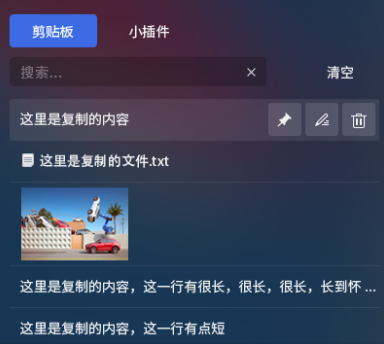 剪贴板 小插件
搜索... 清空
这里是复制的内容
这里是复制的文件.txt
这里是复制的内容，这一行有很长，很长，很长，长到怀 ...
这里是复制的内容，这一行有点短